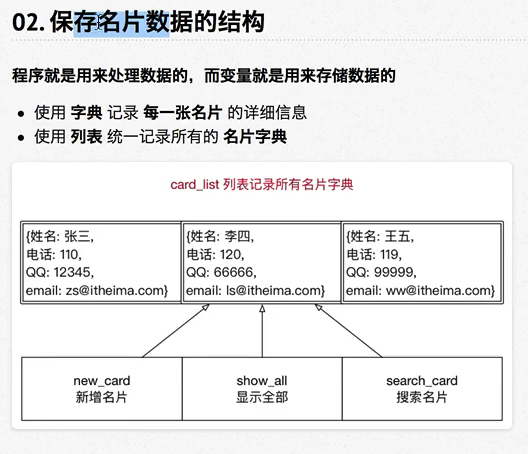 02. 保存名片数据的结构
程序就是用来处理数据的，而变量就是用来存储数据的
• 使用 字典 记录 每一张名片 的详细信息
• 使用 列表 统一记录所有的 名片字典
card_list 列表记录所有名片字典
{姓名: 张三,
电话: 110,
QQ: 12345,
email: zs@itheima.com}
{姓名: 李四,
电话: 120,
QQ: 66666,
email: ls@itheima.com}
{姓名: 王五,
电话: 119,
QQ: 99999,
email: ww@itheima.com}
new_card
新增名片
show_all
显示全部
search_card
搜索名片